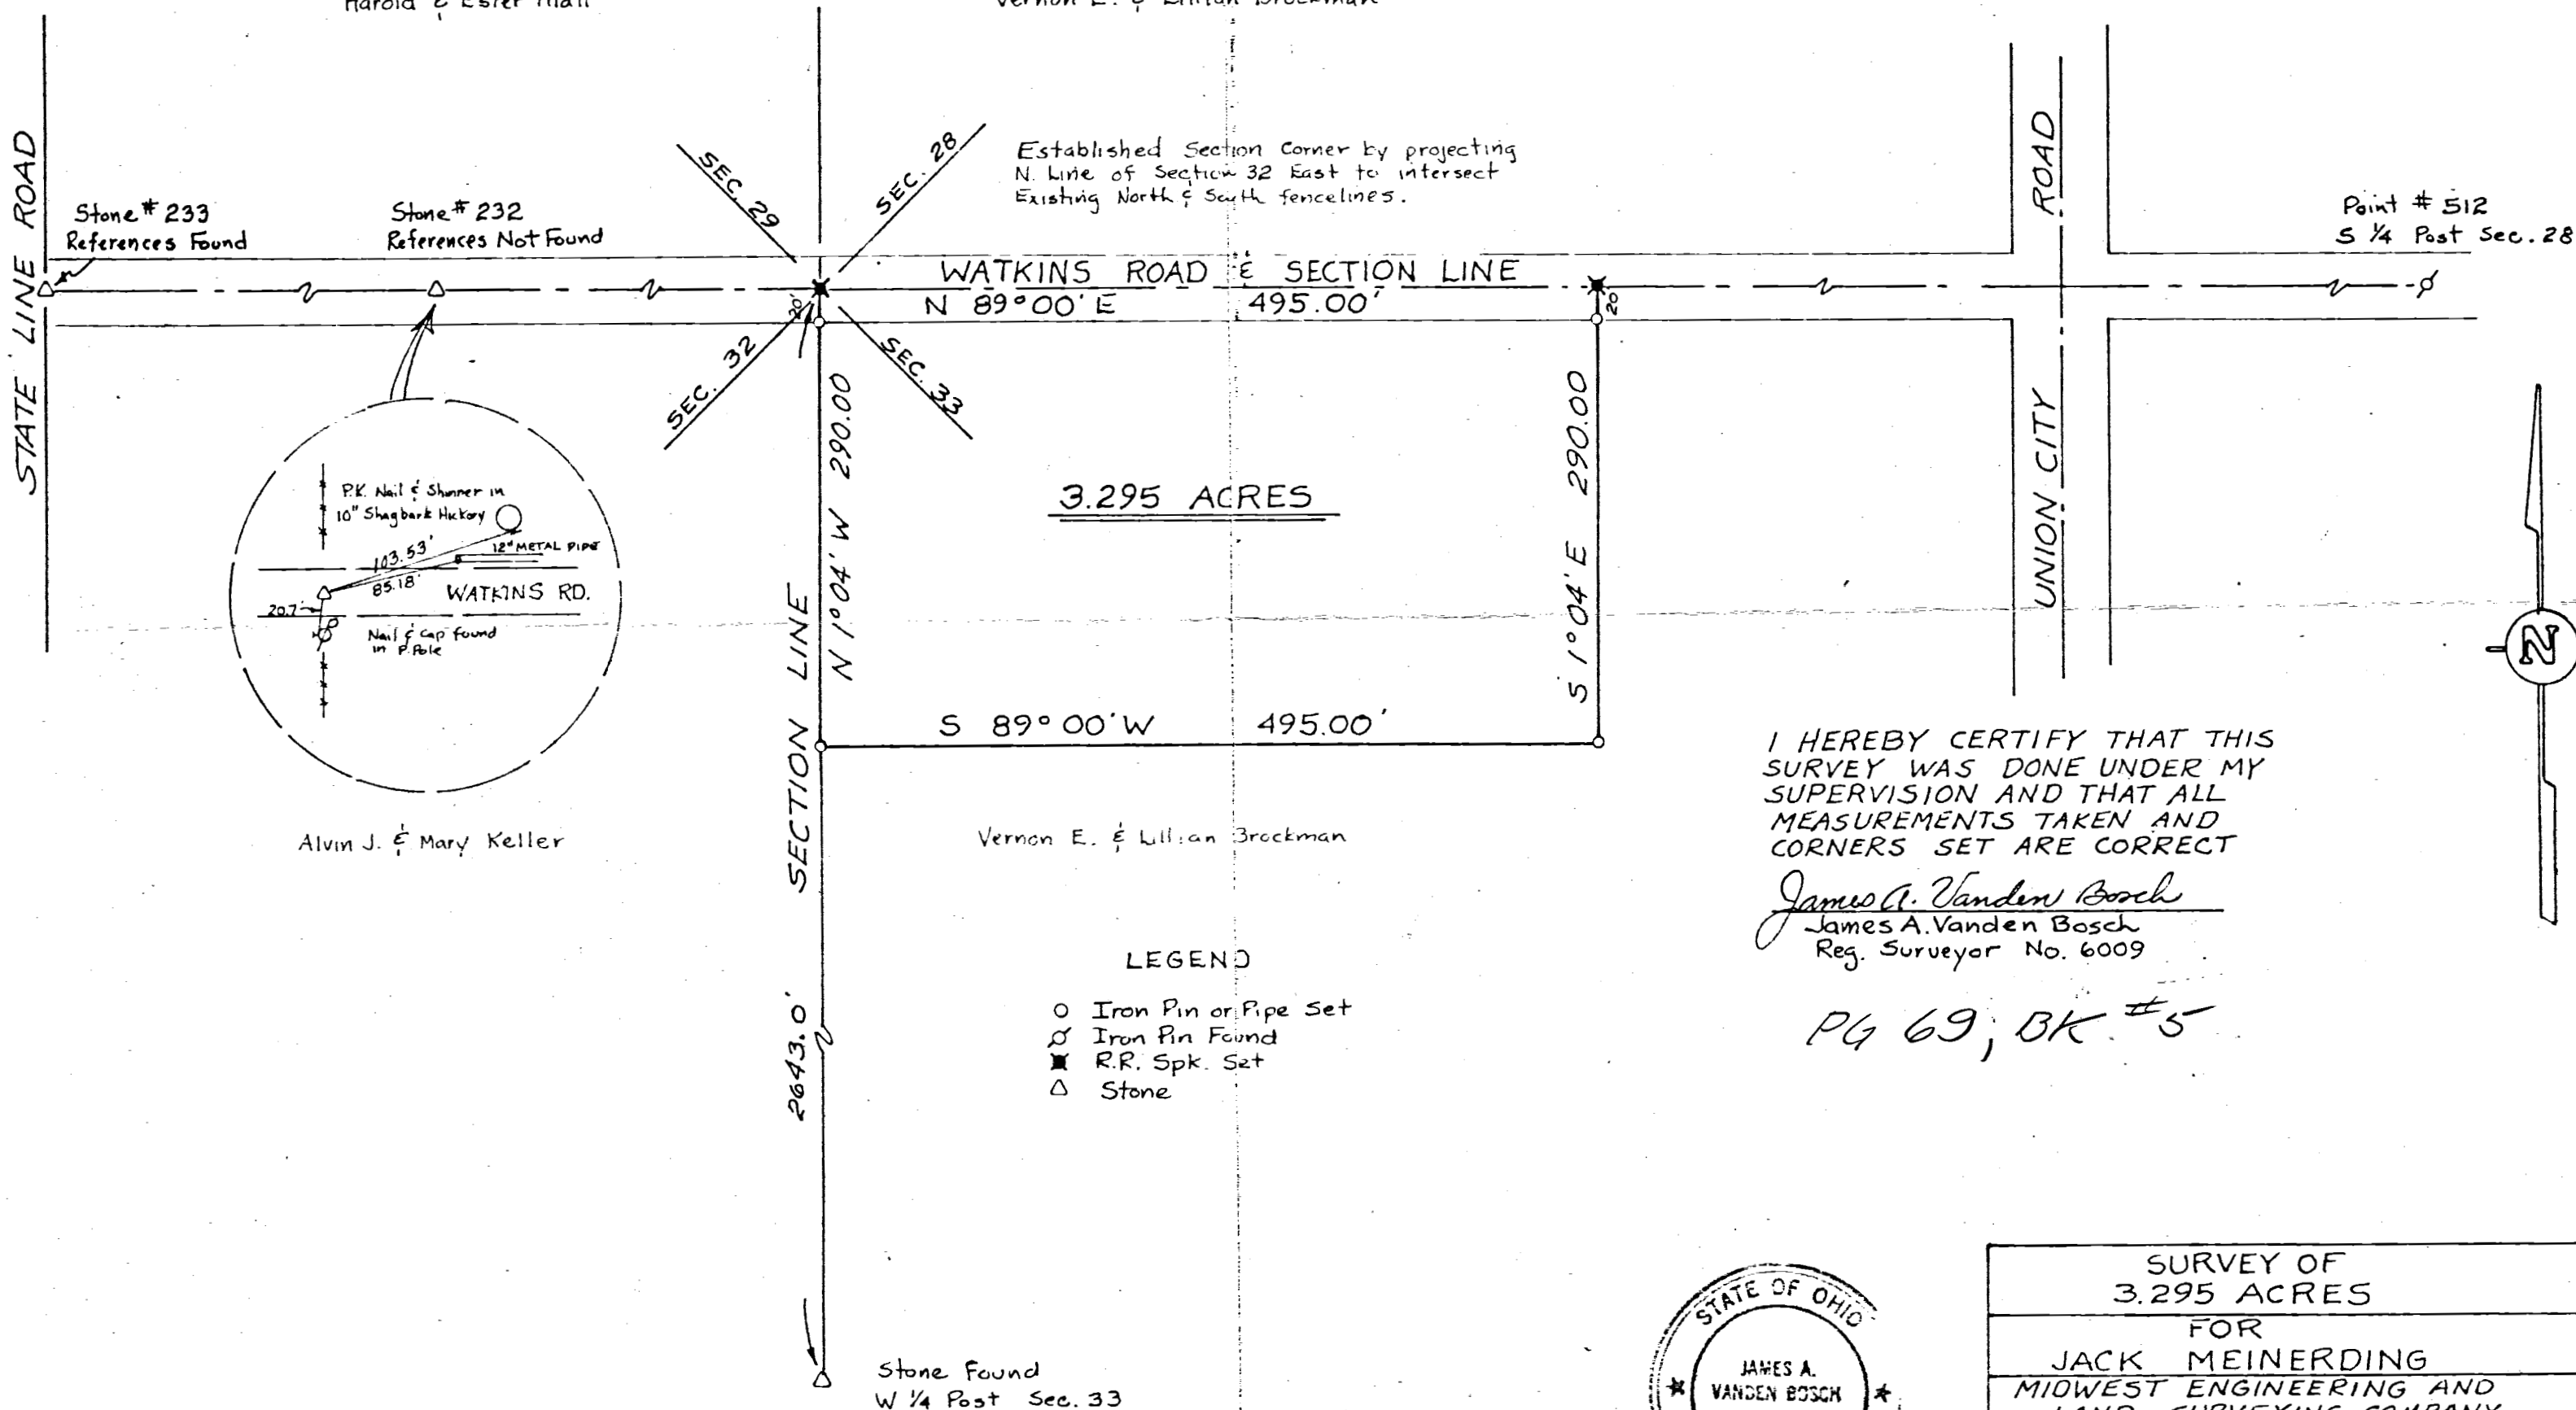 Harold & Ester
Vernon E. & Lillian Brockman
STATE LINE ROAD
Stone # 233
References Found
Stone # 232
References Not Found
SEC. 29
SEC. 28
SEC. 32
SEC. 33
Established Section Corner by projecting
N. Line of Section 32 East to intersect
Existing North & South fencelines.
WATKINS ROAD & SECTION LINE
N 89°00'E 495.00'
20'
20'
UNION CITY ROAD
Point # 512
S 1/4 Post Sec. 28
P.K. Nail & Shinner in
10" Shagbark Hickory
12" METAL PIPE
103.53'
85.18'
WATKINS RD.
20.7'
Nail & Cap found
in P. Pole
N 1°04' W 290.00
3.295 ACRES
S 1°04' E 290.00
S 89°00'W 495.00'
SECTION LINE
2643.0'
N
Alvin J. & Mary Keller
Vernon E. & Lillian Brockman
I HEREBY CERTIFY THAT THIS
SURVEY WAS DONE UNDER MY
SUPERVISION AND THAT ALL
MEASUREMENTS TAKEN AND
CORNERS SET ARE CORRECT
James A. Vanden Bosch
James A. Vanden Bosch
Reg. Surveyor No. 6009
PG 69, BK. #5
LEGEND
Iron Pin or Pipe Set
Iron Pin Found
R.R. Spk. Set
Stone
Stone Found
W 1/4 Post Sec. 33
STATE OF OHIO
JAMES A.
VANDEN BOSCH
SURVEY OF
3.295 ACRES
FOR
JACK MEINERDING
MIDWEST ENGINEERING AND
LAND SURVEYING COMPANY